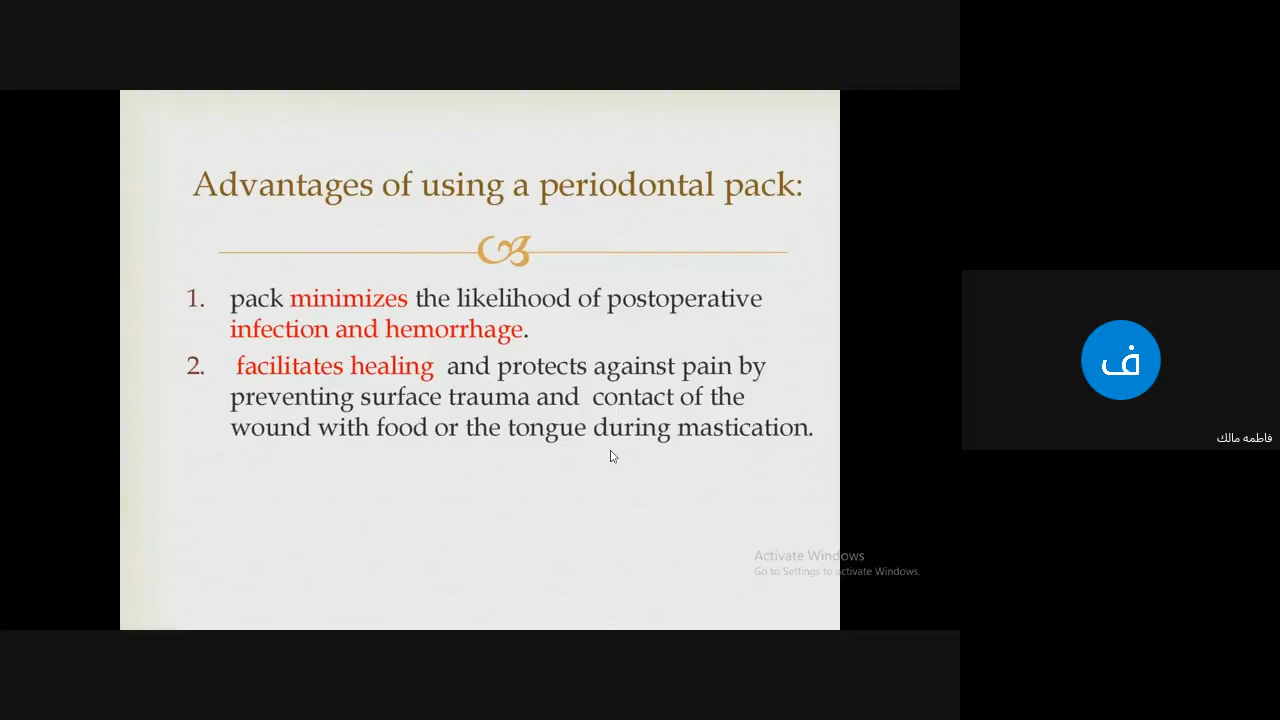 Advantages of using a periodontal pack:
1. pack minimizes the likelihood of postoperative
infection and hemorrhage.
2. facilitates healing and protects against pain by
preventing surface trauma and contact of the
wound with food or the tongue during mastication.
Activate Windows
Go to Settings to activate Windows.
ف
فاطمه مالك